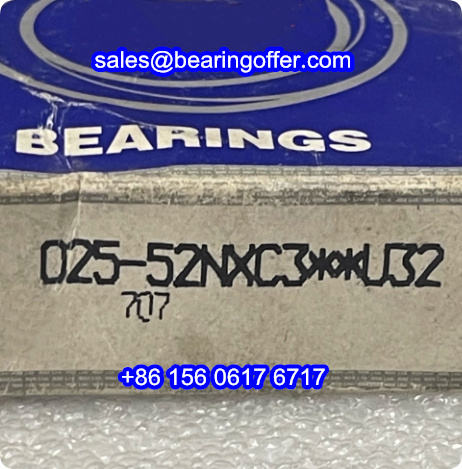 sales@bearingoffer.com
BEARINGS
025-52NXC3**U32
707
+86 156 0617 6717